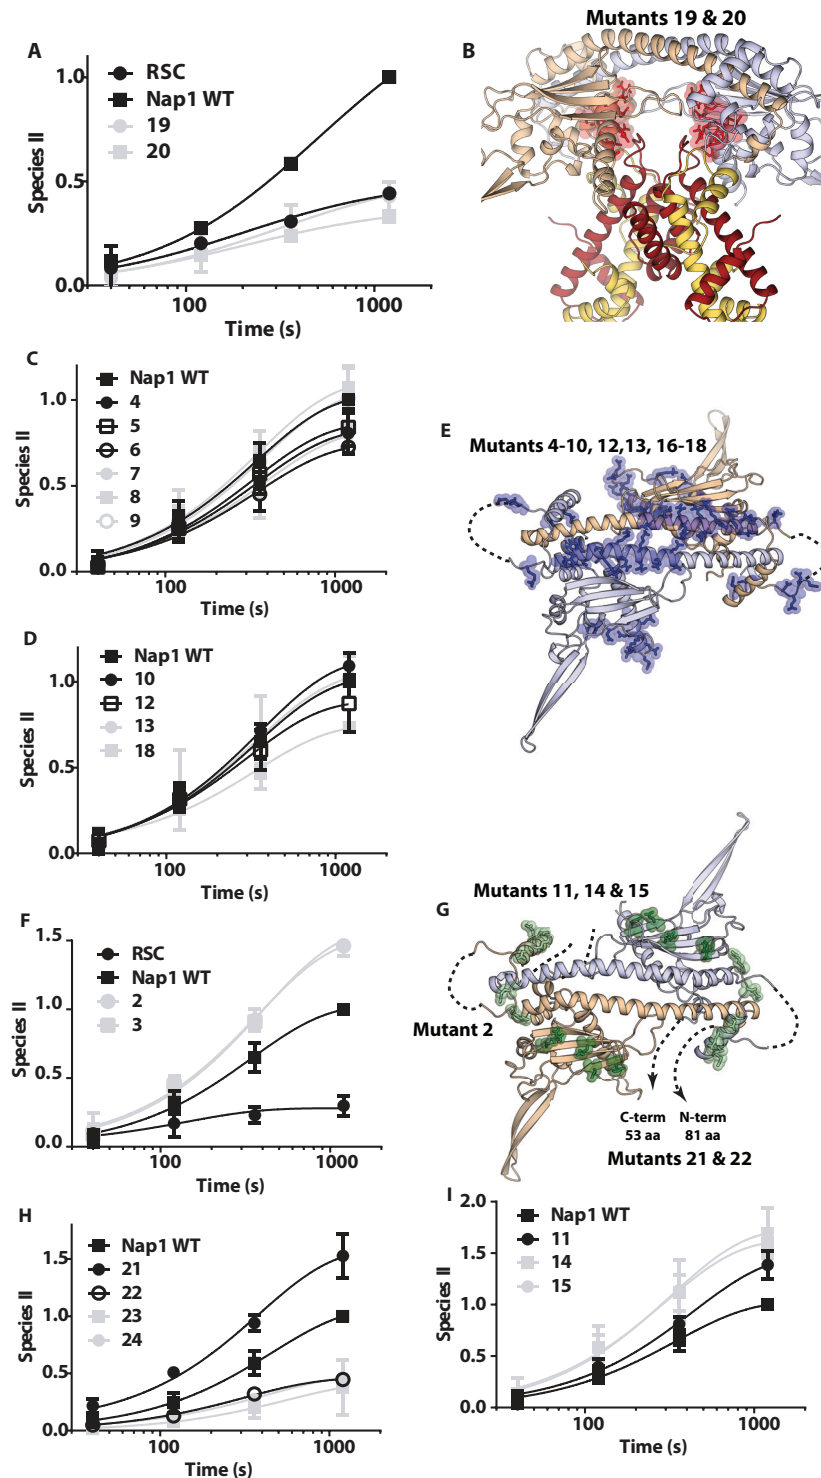 A
RSC
Nap1 WT
19
20
Species II
1.0
0.5
0.0
100
1000
Time (s)
Mutants 19 & 20
B
C
Nap1 WT
4
5
6
7
8
9
Species II
1.0
0.5
0.0
100
1000
Time (s)
D
Nap1 WT
10
12
13
18
Species II
1.0
0.5
0.0
100
1000
Time (s)
E
Mutants 4-10, 12,13, 16-18
F
RSC
Nap1 WT
2
3
Species II
1.5
1.0
0.5
0.0
100
1000
Time (s)
Mutants 11, 14 & 15
G
Mutant 2
C-term
53 aa
N-term
81 aa
Mutants 21 & 22
H
Nap1 WT
21
22
23
24
Species II
1.5
1.0
0.5
0.0
100
1000
Time (s)
I
Nap1 WT
11
14
15
Species II
2.0
1.5
1.0
0.5
0.0
100
1000
Time (s)